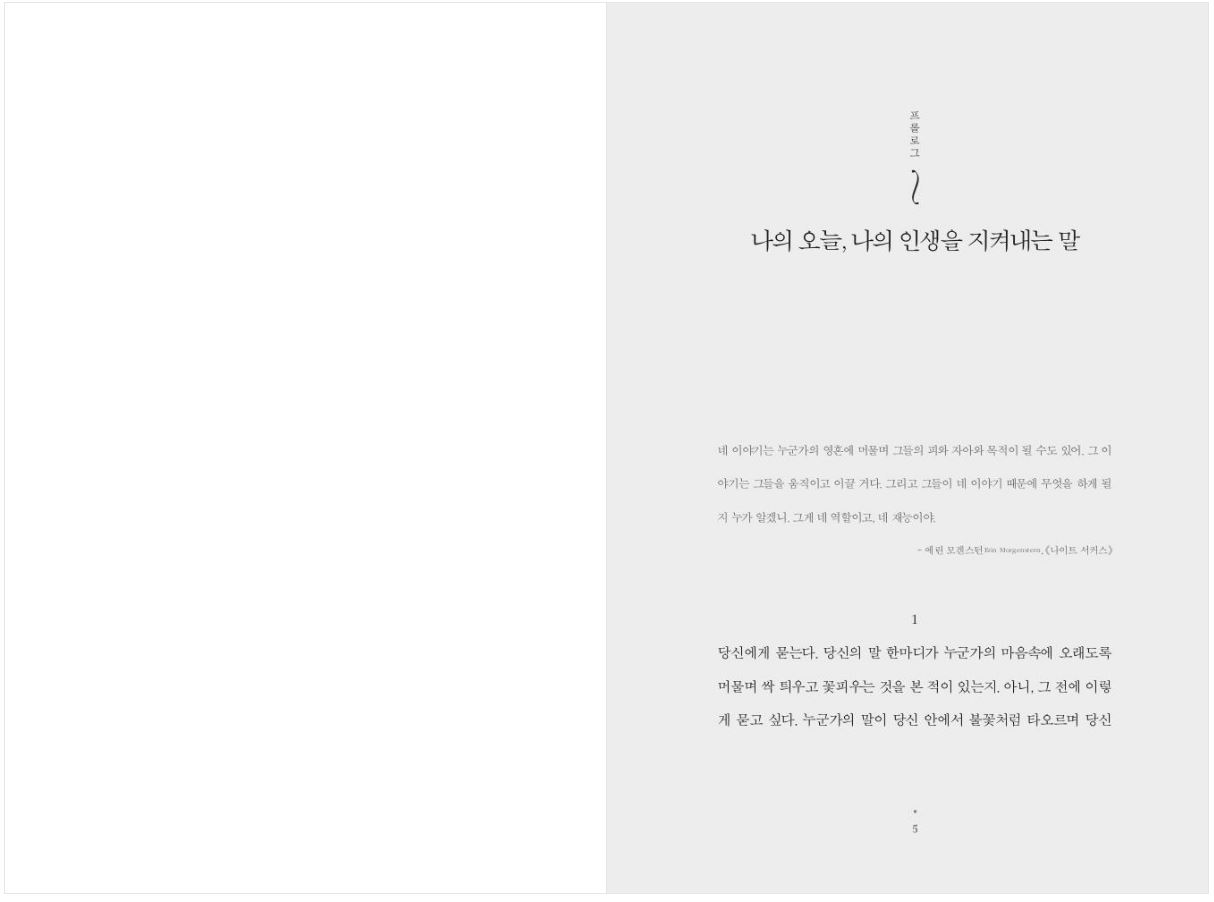 프롤로그
나의 오늘, 나의 인생을 지켜내는 말
네 이야기는 누군가의 영혼에 머물며 그들의 피와 자아와 목적이 될 수도 있어. 그 이
야기는 그들을 움직이고 이끌 거다. 그리고 그들이 네 이야기 때문에 무엇을 하게 될
지 누가 알겠니. 그게 네 역할이고, 네 재능이야.
- 에린 모겐스턴Erin Morgenstern, 《나이트 서커스》
1
당신에게 묻는다. 당신의 말 한마디가 누군가의 마음속에 오래도록
머물며 싹 틔우고 꽃피우는 것을 본 적이 있는지. 아니, 그 전에 이렇
게 묻고 싶다. 누군가의 말이 당신 안에서 불꽃처럼 타오르며 당신
5